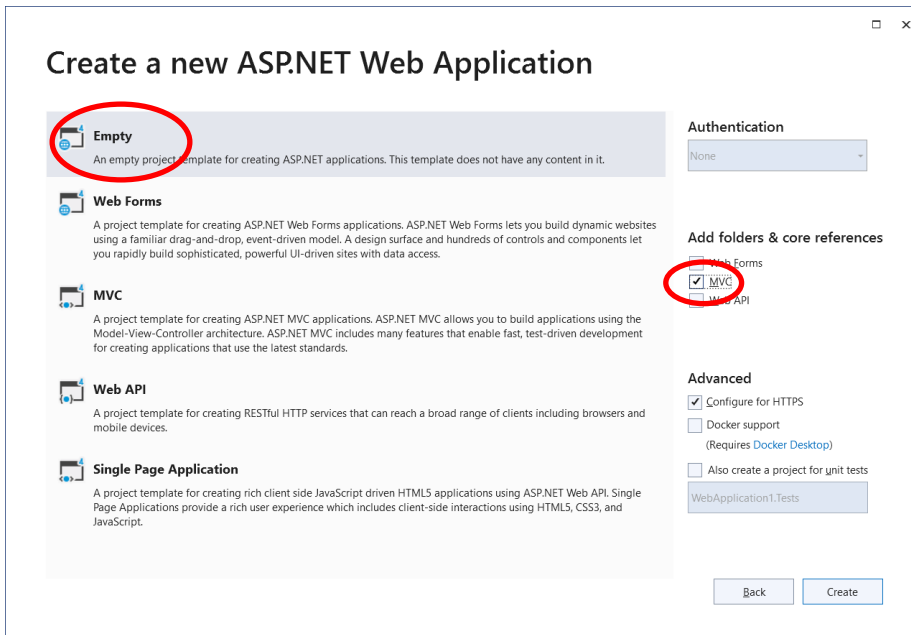 Create a new ASP.NET Web Application
Empty
An empty project template for creating ASP.NET applications. This template does not have any content in it.
Web Forms
A project template for creating ASP.NET Web Forms applications. ASP.NET Web Forms lets you build dynamic websites
using a familiar drag-and-drop, event-driven model. A design surface and hundreds of controls and components let
you rapidly build sophisticated, powerful UI-driven sites with data access.
MVC
A project template for creating ASP.NET MVC applications. ASP.NET MVC allows you to build applications using the
Model-View-Controller architecture. ASP.NET MVC includes many features that enable fast, test-driven development
for creating applications that use the latest standards.
Web API
A project template for creating RESTful HTTP services that can reach a broad range of clients including browsers and
mobile devices.
Single Page Application
A project template for creating rich client side JavaScript driven HTML5 applications using ASP.NET Web API. Single
Page Applications provide a rich user experience which includes client-side interactions using HTML5, CSS3, and
JavaScript.
Authentication
None
Add folders & core references
Web Forms
MVC
Web API
Advanced
Configure for HTTPS
Docker support
(Requires Docker Desktop)
Also create a project for unit tests
WebApplication1.Tests
Back
Create